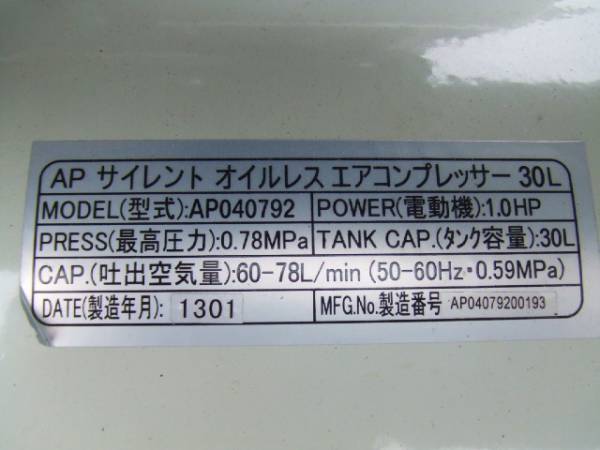 AP サイレント オイルレス エアコンプレッサー 30L
MODEL(型式):AP040792 POWER(電動機):1.0HP
PRESS(最高圧力):0.78MPa TANK CAP.(タンク容量):30L
CAP.(吐出空気量):60-78L/min (50-60Hz・0.59MPa)
DATE(製造年月): 1301 MFG.No.製造番号 AP04079200193